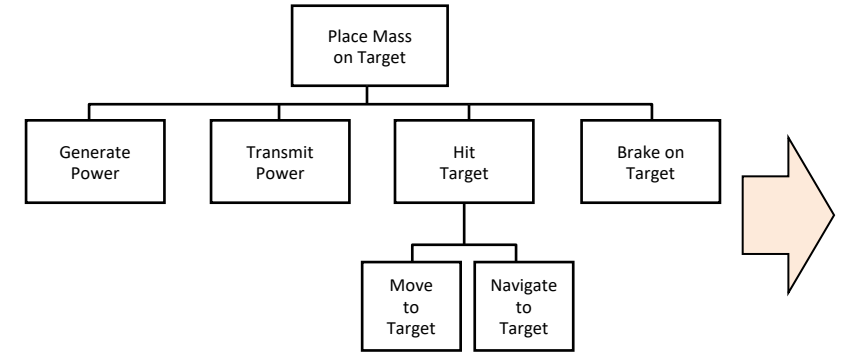 Place Mass
on Target
Generate
Power
Transmit
Power
Hit
Target
Brake on
Target
Move
to
Target
Navigate
to
Target